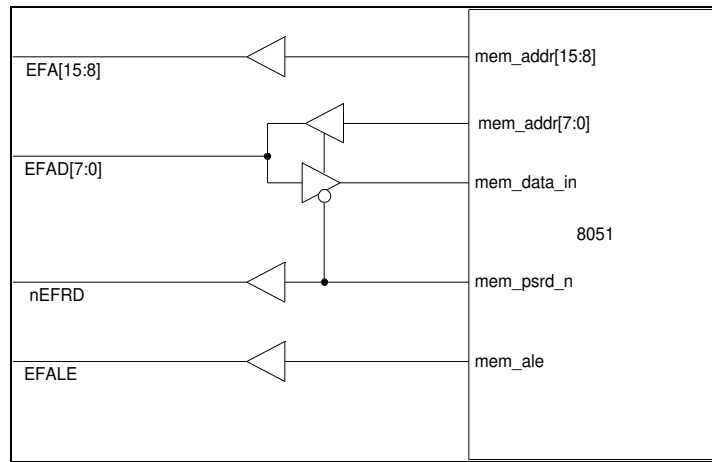 mem_addr[15:8]
EFA[15:8]
mem_addr[7:0]
EFAD[7:0]
mem_data_in
8051
mem_psrd_n
nEFRD
mem_ale
EFALE